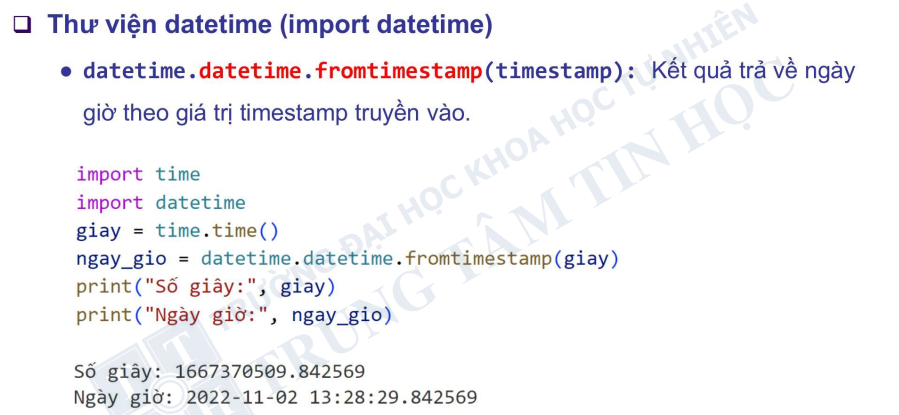 Thư viện datetime (import datetime)
datetime.datetime.fromtimestamp(timestamp): Kết quả trả về ngày
giờ theo giá trị timestamp truyền vào.
import time
import datetime
giay = time.time()
ngay_gio = datetime.datetime.fromtimestamp(giay)
print("Số giây:", giay)
print("Ngày giờ:", ngay_gio)
Số giây: 1667370509.842569
Ngày giờ: 2022-11-02 13:28:29.842569
TRƯỜNG ĐẠI HỌC KHOA HỌC TỰ NHIÊN
TRUNG TÂM TIN HỌC